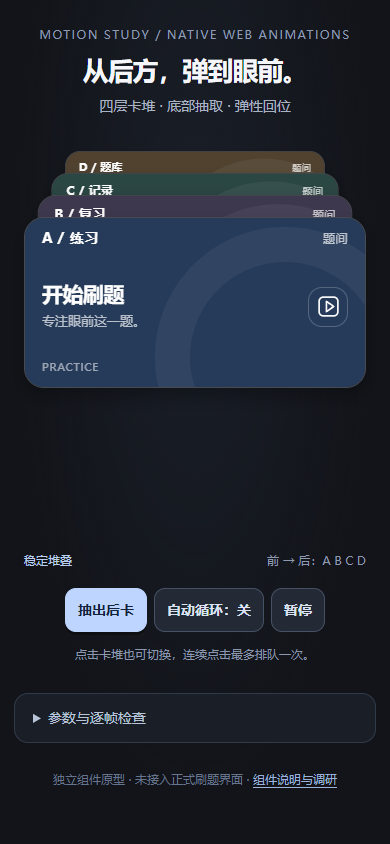 MOTION STUDY / NATIVE WEB ANIMATIONS
从后方，弹到眼前。
四层卡堆 · 底部抽取 · 弹性回位
D / 题库 题间
C / 记录 题间
B / 复习 题间
A / 练习 题间
开始刷题
专注眼前这一题。
PRACTICE
稳定堆叠 前 → 后: A B C D
抽出后卡 自动循环: 关 暂停
点击卡堆也可切换，连续点击最多排队一次。
▶ 参数与逐帧检查
独立组件原型 · 未接入正式刷题界面 · 组件说明与调研